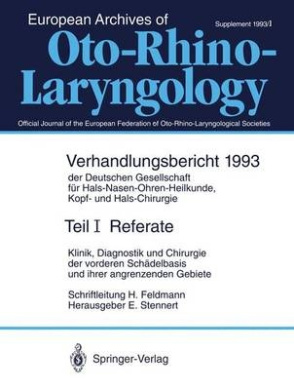 European Archives of
Supplement 1993/I
Oto-Rhino-
Laryngology
Official Journal of the European Federation of Oto-Rhino-Laryngological Societies
Verhandlungsbericht 1993
der Deutschen Gesellschaft
für Hals-Nasen-Ohren-Heilkunde,
Kopf- und Hals-Chirurgie
Teil I Referate
Klinik, Diagnostik und Chirurgie
der vorderen Schädelbasis
und ihrer angrenzenden Gebiete
Schriftleitung H. Feldmann
Herausgeber E. Stennert
Springer-Verlag